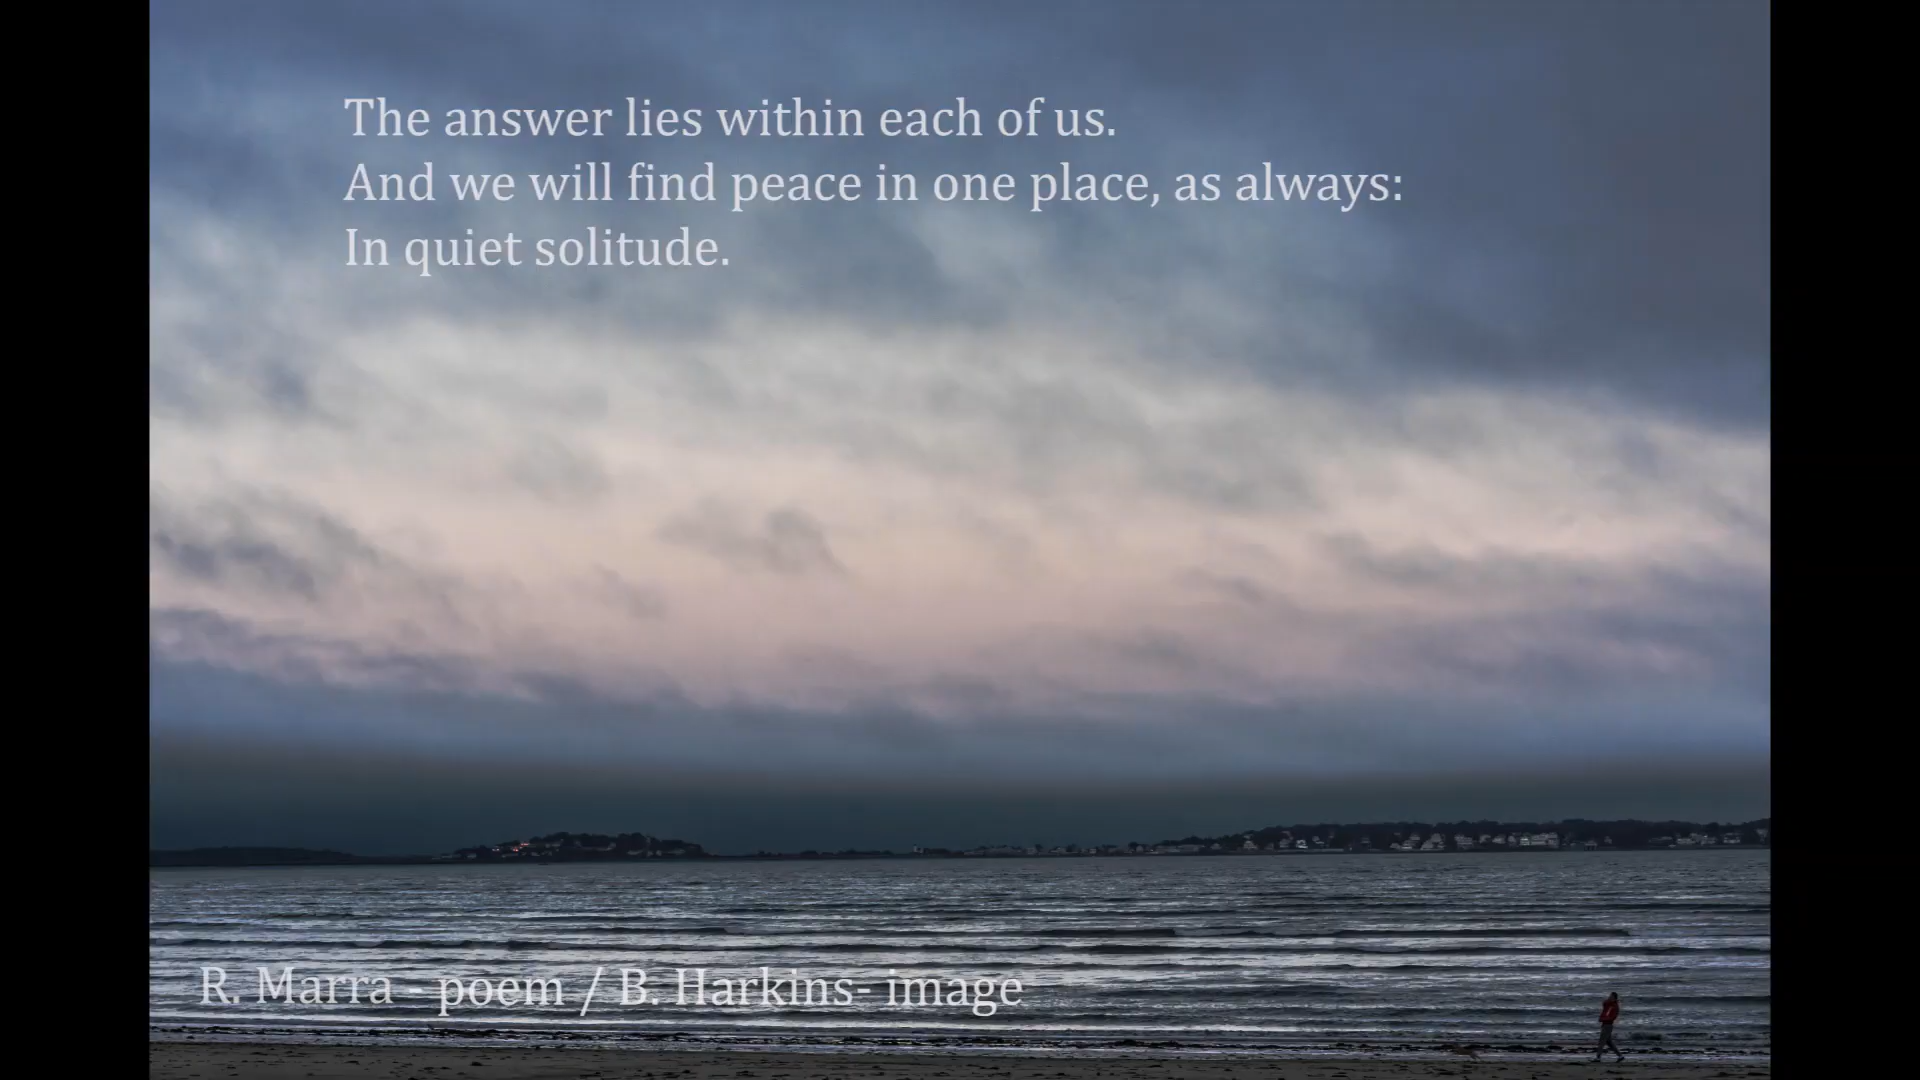 The answer lies within each of us.
And we will find peace in one place, as always:
In quiet solitude.
R. Marra - poem / B. Harkins- image